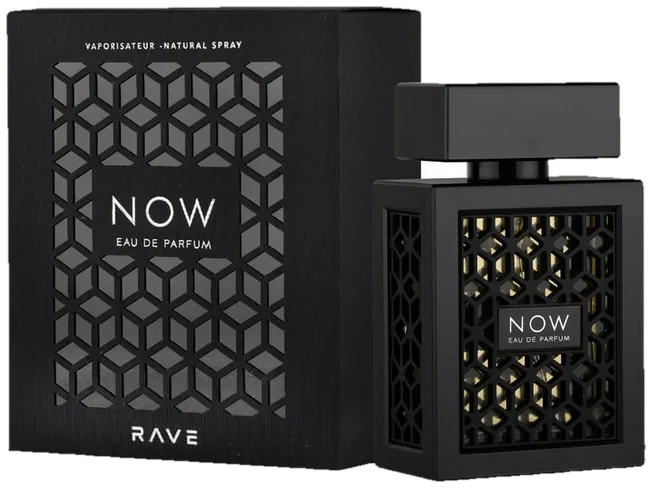 VAPORISATEUR -NATURAL SPRAY
NOW
EAU DE PARFUM
RAVE
NOW
EAU DE PARFUM